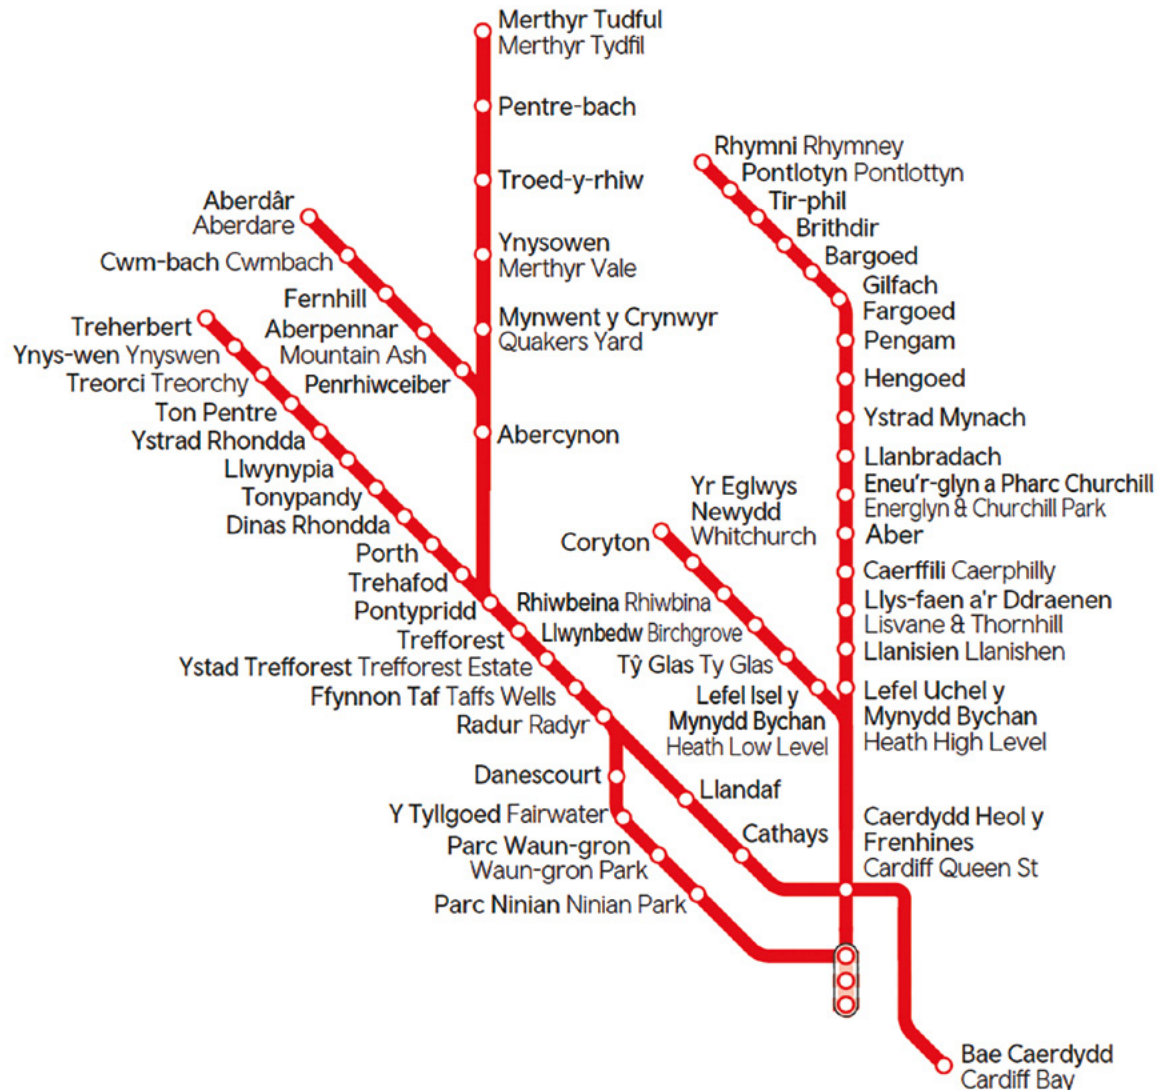 Merthyr Tudful
Merthyr Tydfil
Pentre-bach
Troed-y-rhiw
Ynysowen
Merthyr Vale
Mynwent y Crynwyr
Quakers Yard
Abercynon
Aberdâr
Aberdare
Cwm-bach Cwmbach
Fernhill
Aberpennar
Mountain Ash
Penrhiwceiber
Treherbert
Ynys-wen Ynyswen
Treorci Treorchy
Ton Pentre
Ystrad Rhondda
Llwynypia
Tonypandy
Dinas Rhondda
Porth
Trehafod
Pontypridd
Trefforest
Ystad Trefforest Trefforest Estate
Ffynnon Taf Taffs Wells
Radur Radyr
Danescourt
Y Tyllgoed Fairwater
Parc Waun-gron
Waun-gron Park
Parc Ninian Ninian Park
Llandaf
Cathays
Rhymni Rhymney
Pontlotyn Pontlottyn
Tir-phil
Brithdir
Bargoed
Gilfach
Fargoed
Pengam
Hengoed
Ystrad Mynach
Llanbradach
Eneu'r-glyn a Pharc Churchill
Energlyn & Churchill Park
Aber
Caerffili Caerphilly
Llys-faen a'r Ddraenen
Lisvane & Thornhill
Llanisien Llanishen
Lefel Uchel y
Mynydd Bychan
Heath High Level
Coryton
Yr Eglwys
Newydd
Whitchurch
Rhiwbeina Rhiwbina
Llwynbedw Birchgrove
Tŷ Glas Ty Glas
Lefel Isel y
Mynydd Bychan
Heath Low Level
Caerdydd Heol y
Frenhines
Cardiff Queen St
Bae Caerdydd
Cardiff Bay